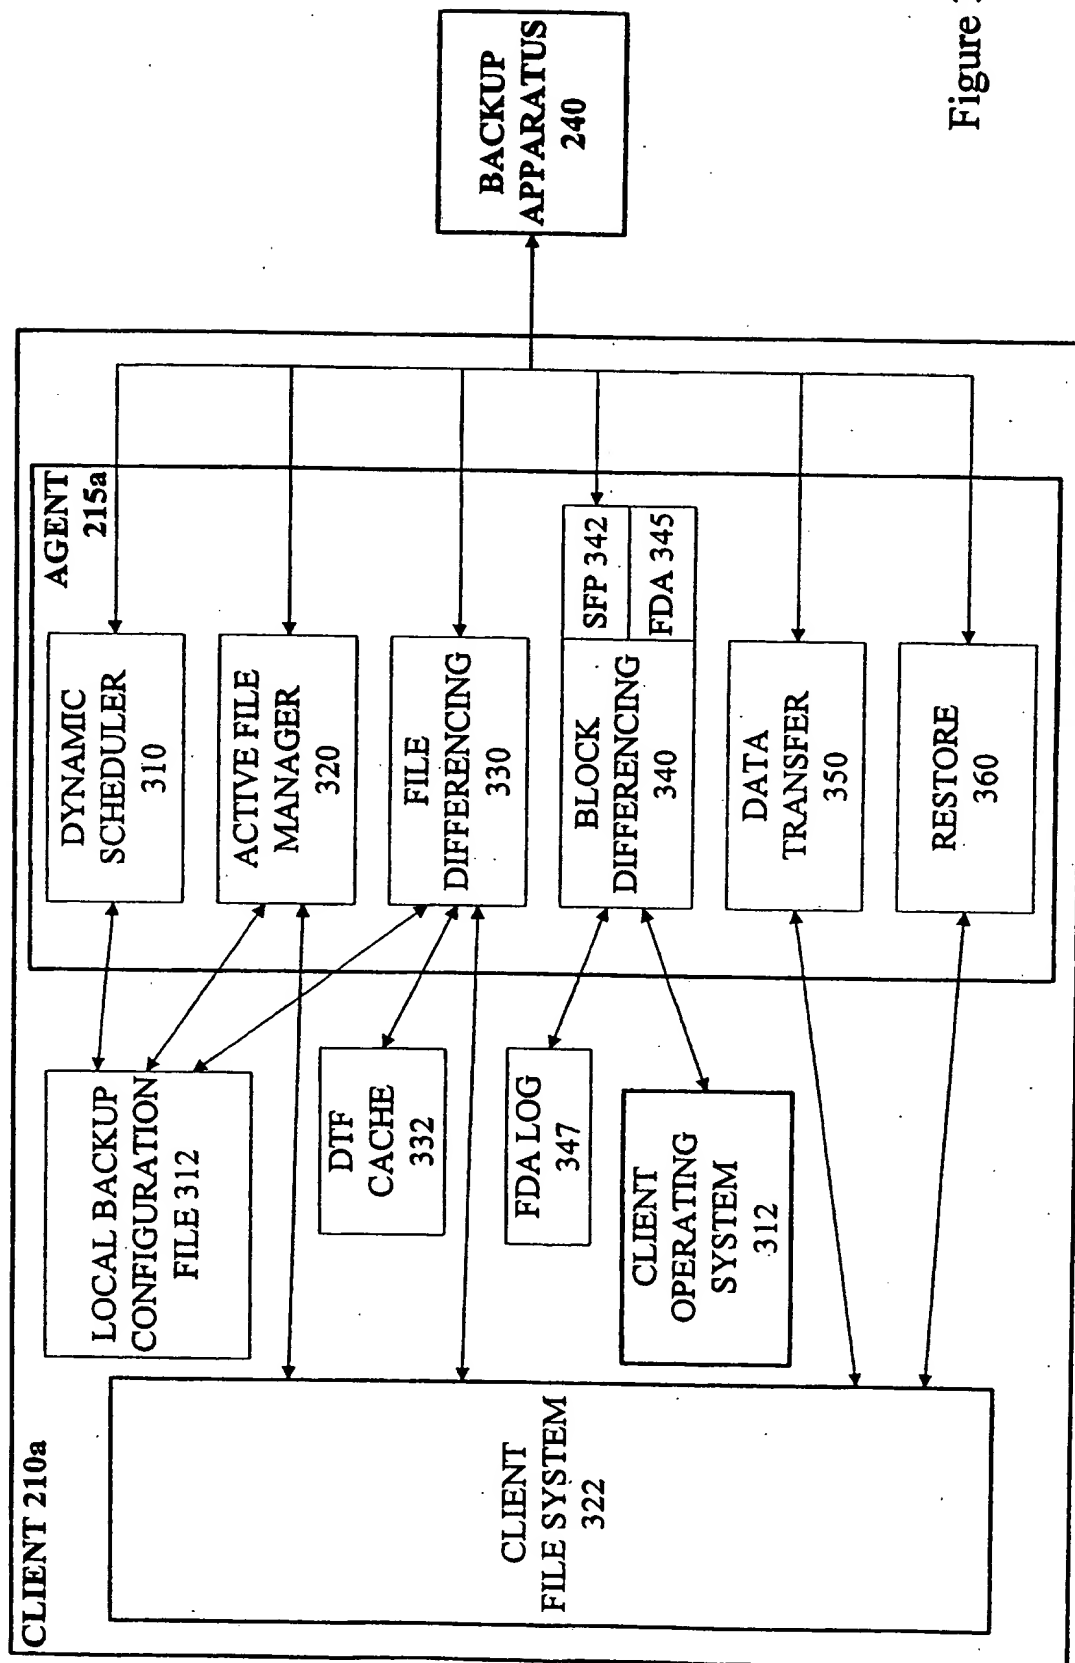 CLIENT 210a
CLIENT
FILE SYSTEM
322
LOCAL BACKUP
CONFIGURATION
FILE 312
DTF
CACHE
332
FDA LOG
347
CLIENT
OPERATING
SYSTEM
312
AGENT
215a
DYNAMIC
SCHEDULER
310
ACTIVE FILE
MANAGER
320
FILE
DIFFERENCING
330
BLOCK
DIFFERENCING
340
SFP 342
FDA 345
DATA
TRANSFER
350
RESTORE
360
BACKUP
APPARATUS
240
Figure